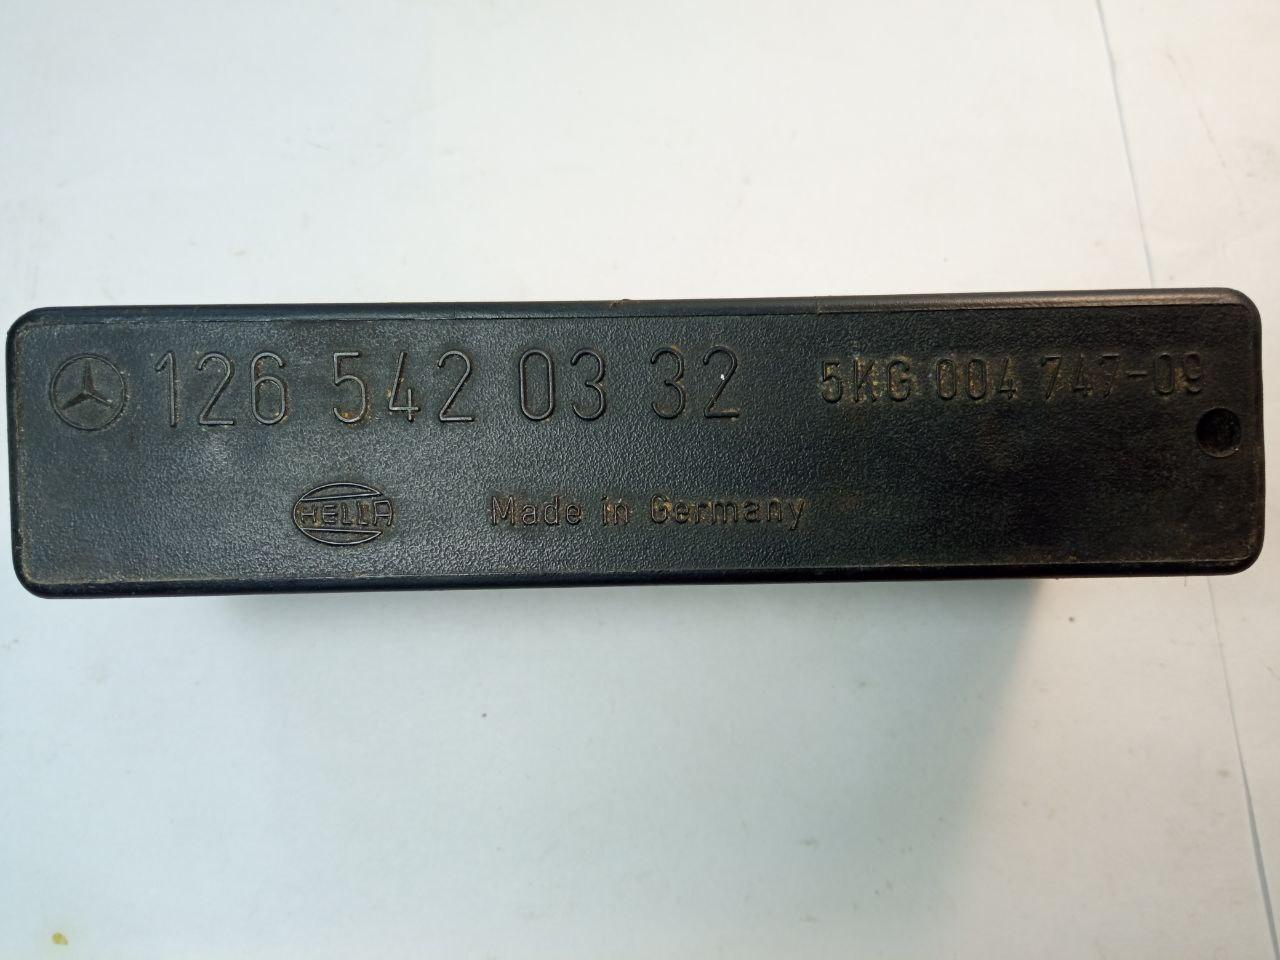 126 542 03 32 5KG 004 747-09
HELLA Made in Germany